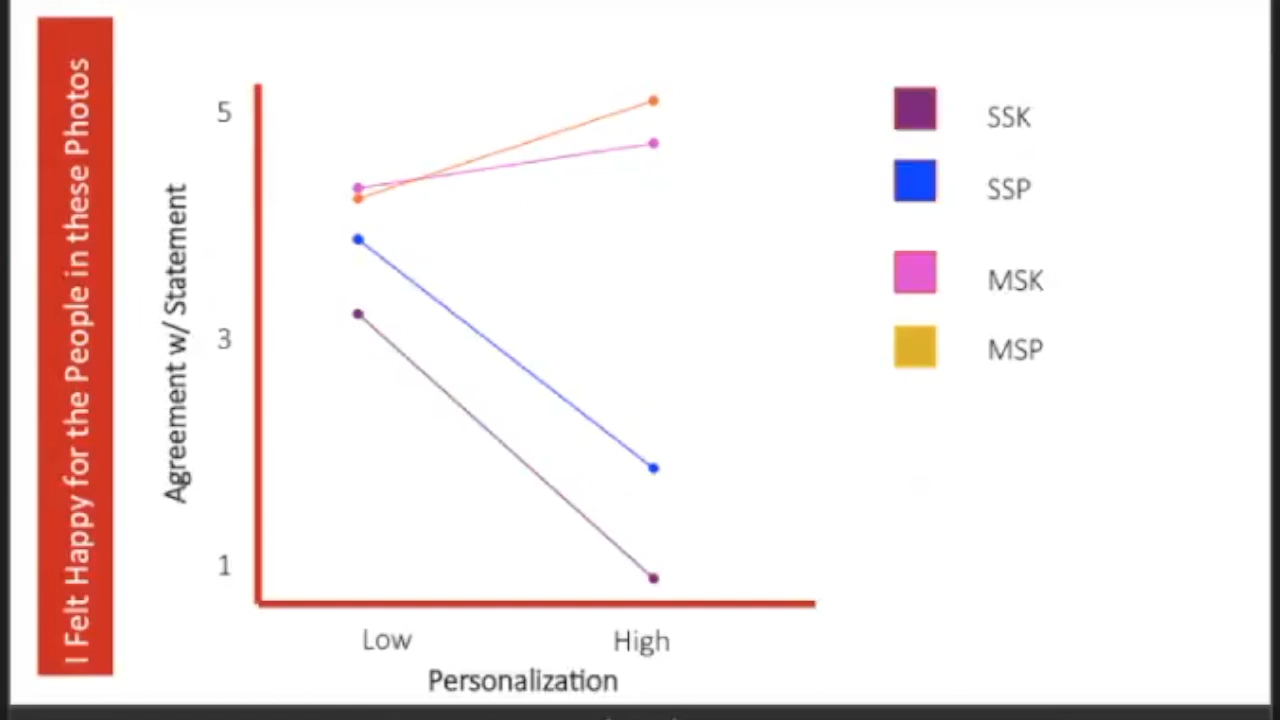 I Felt Happy for the People in these Photos
Agreement w/ Statement
5
3
1
Low High
Personalization
SSK
SSP
MSK
MSP